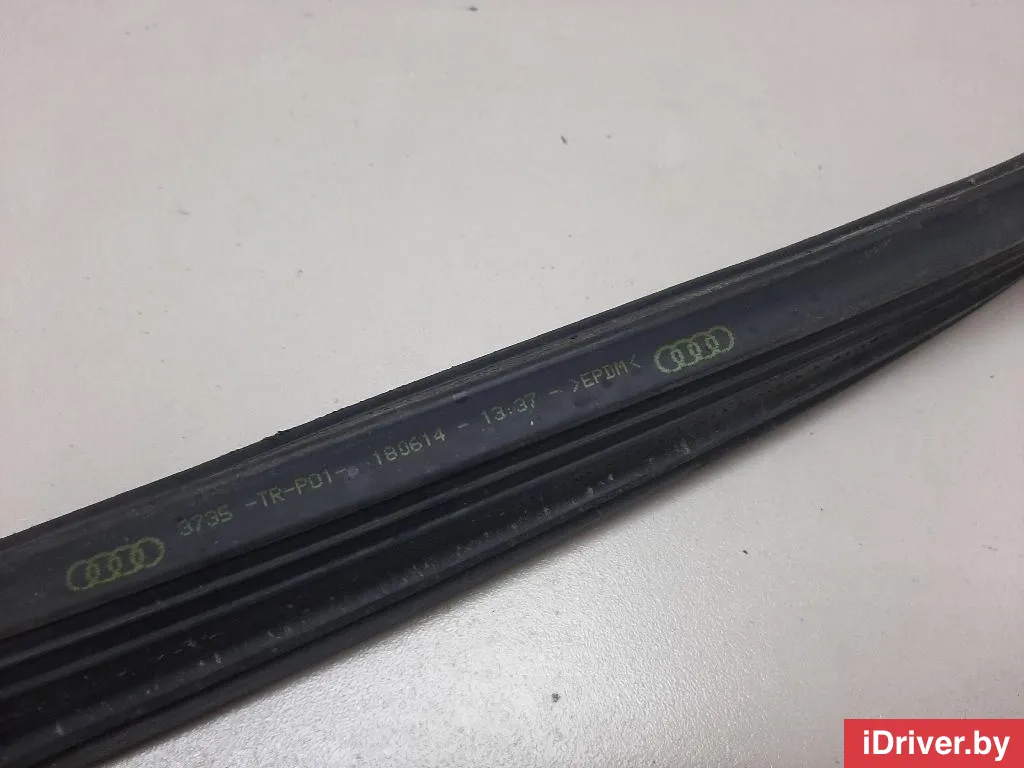 3735 -TR-P01- 180614 - 13:37 - >EPDM<
iDriver.by